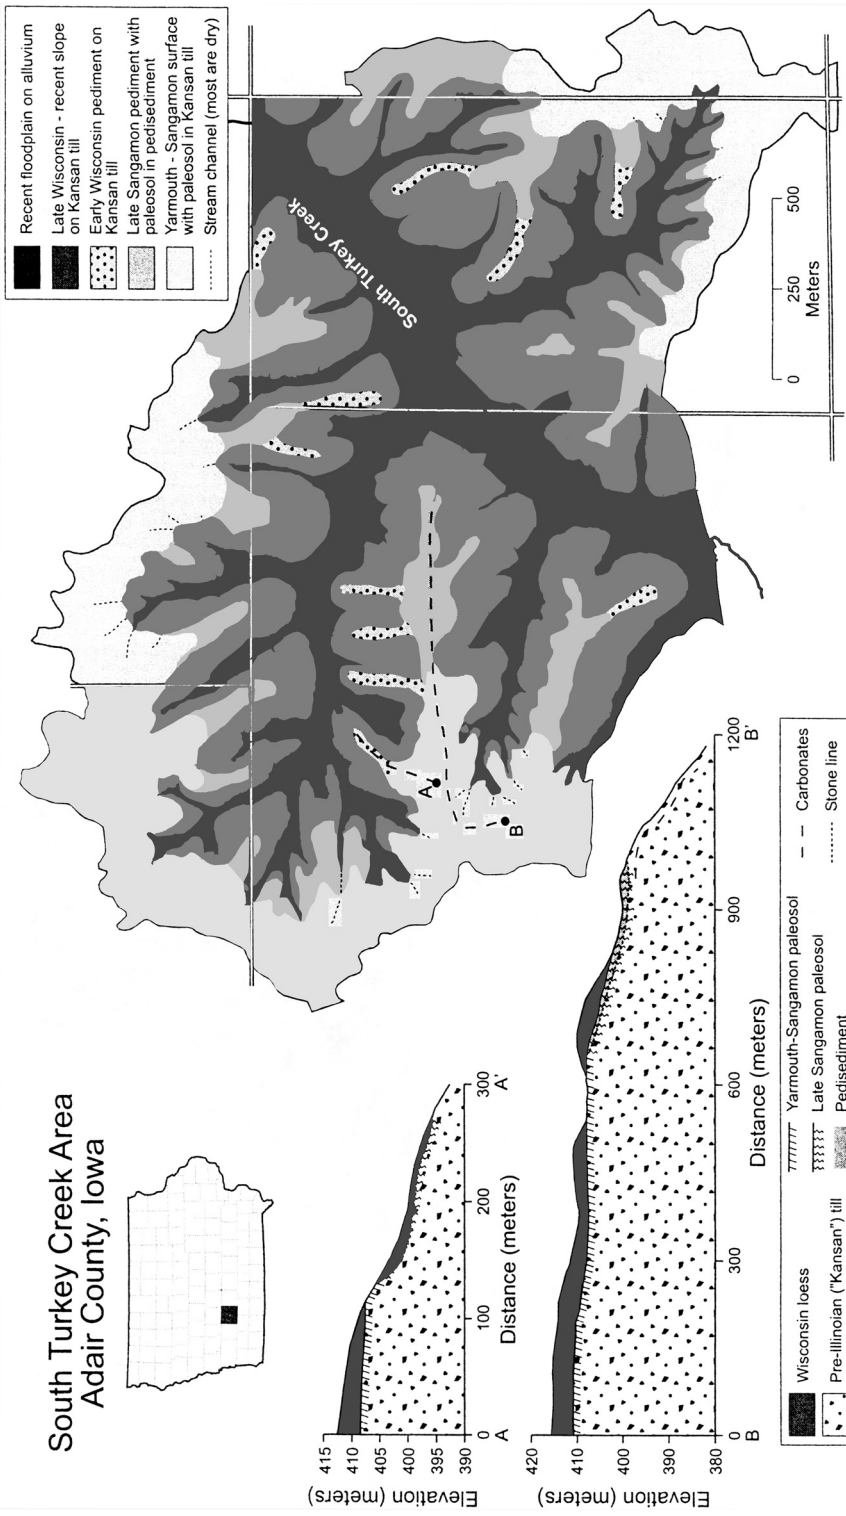 South Turkey Creek Area
Adair County, Iowa
Recent floodplain on alluvium
Late Wisconsin - recent slope
on Kansan till
Early Wisconsin pediment on
Kansan till
Late Sangamon pediment with
paleosol in pedisediment
Yarmouth - Sangamon surface
with paleosol in Kansan till
Stream channel (most are dry)
South Turkey Creek
A
B
0
250
500
Meters
Elevation (meters)
415
410
405
400
395
390
0
100
200
300
A
A'
Distance (meters)
Elevation (meters)
420
410
400
390
380
0
300
600
900
1200
B
B'
Distance (meters)
Wisconsin loess
Pre-Illinoian ("Kansan") till
Yarmouth-Sangamon paleosol
Late Sangamon paleosol
Pedisediment
Carbonates
Stone line